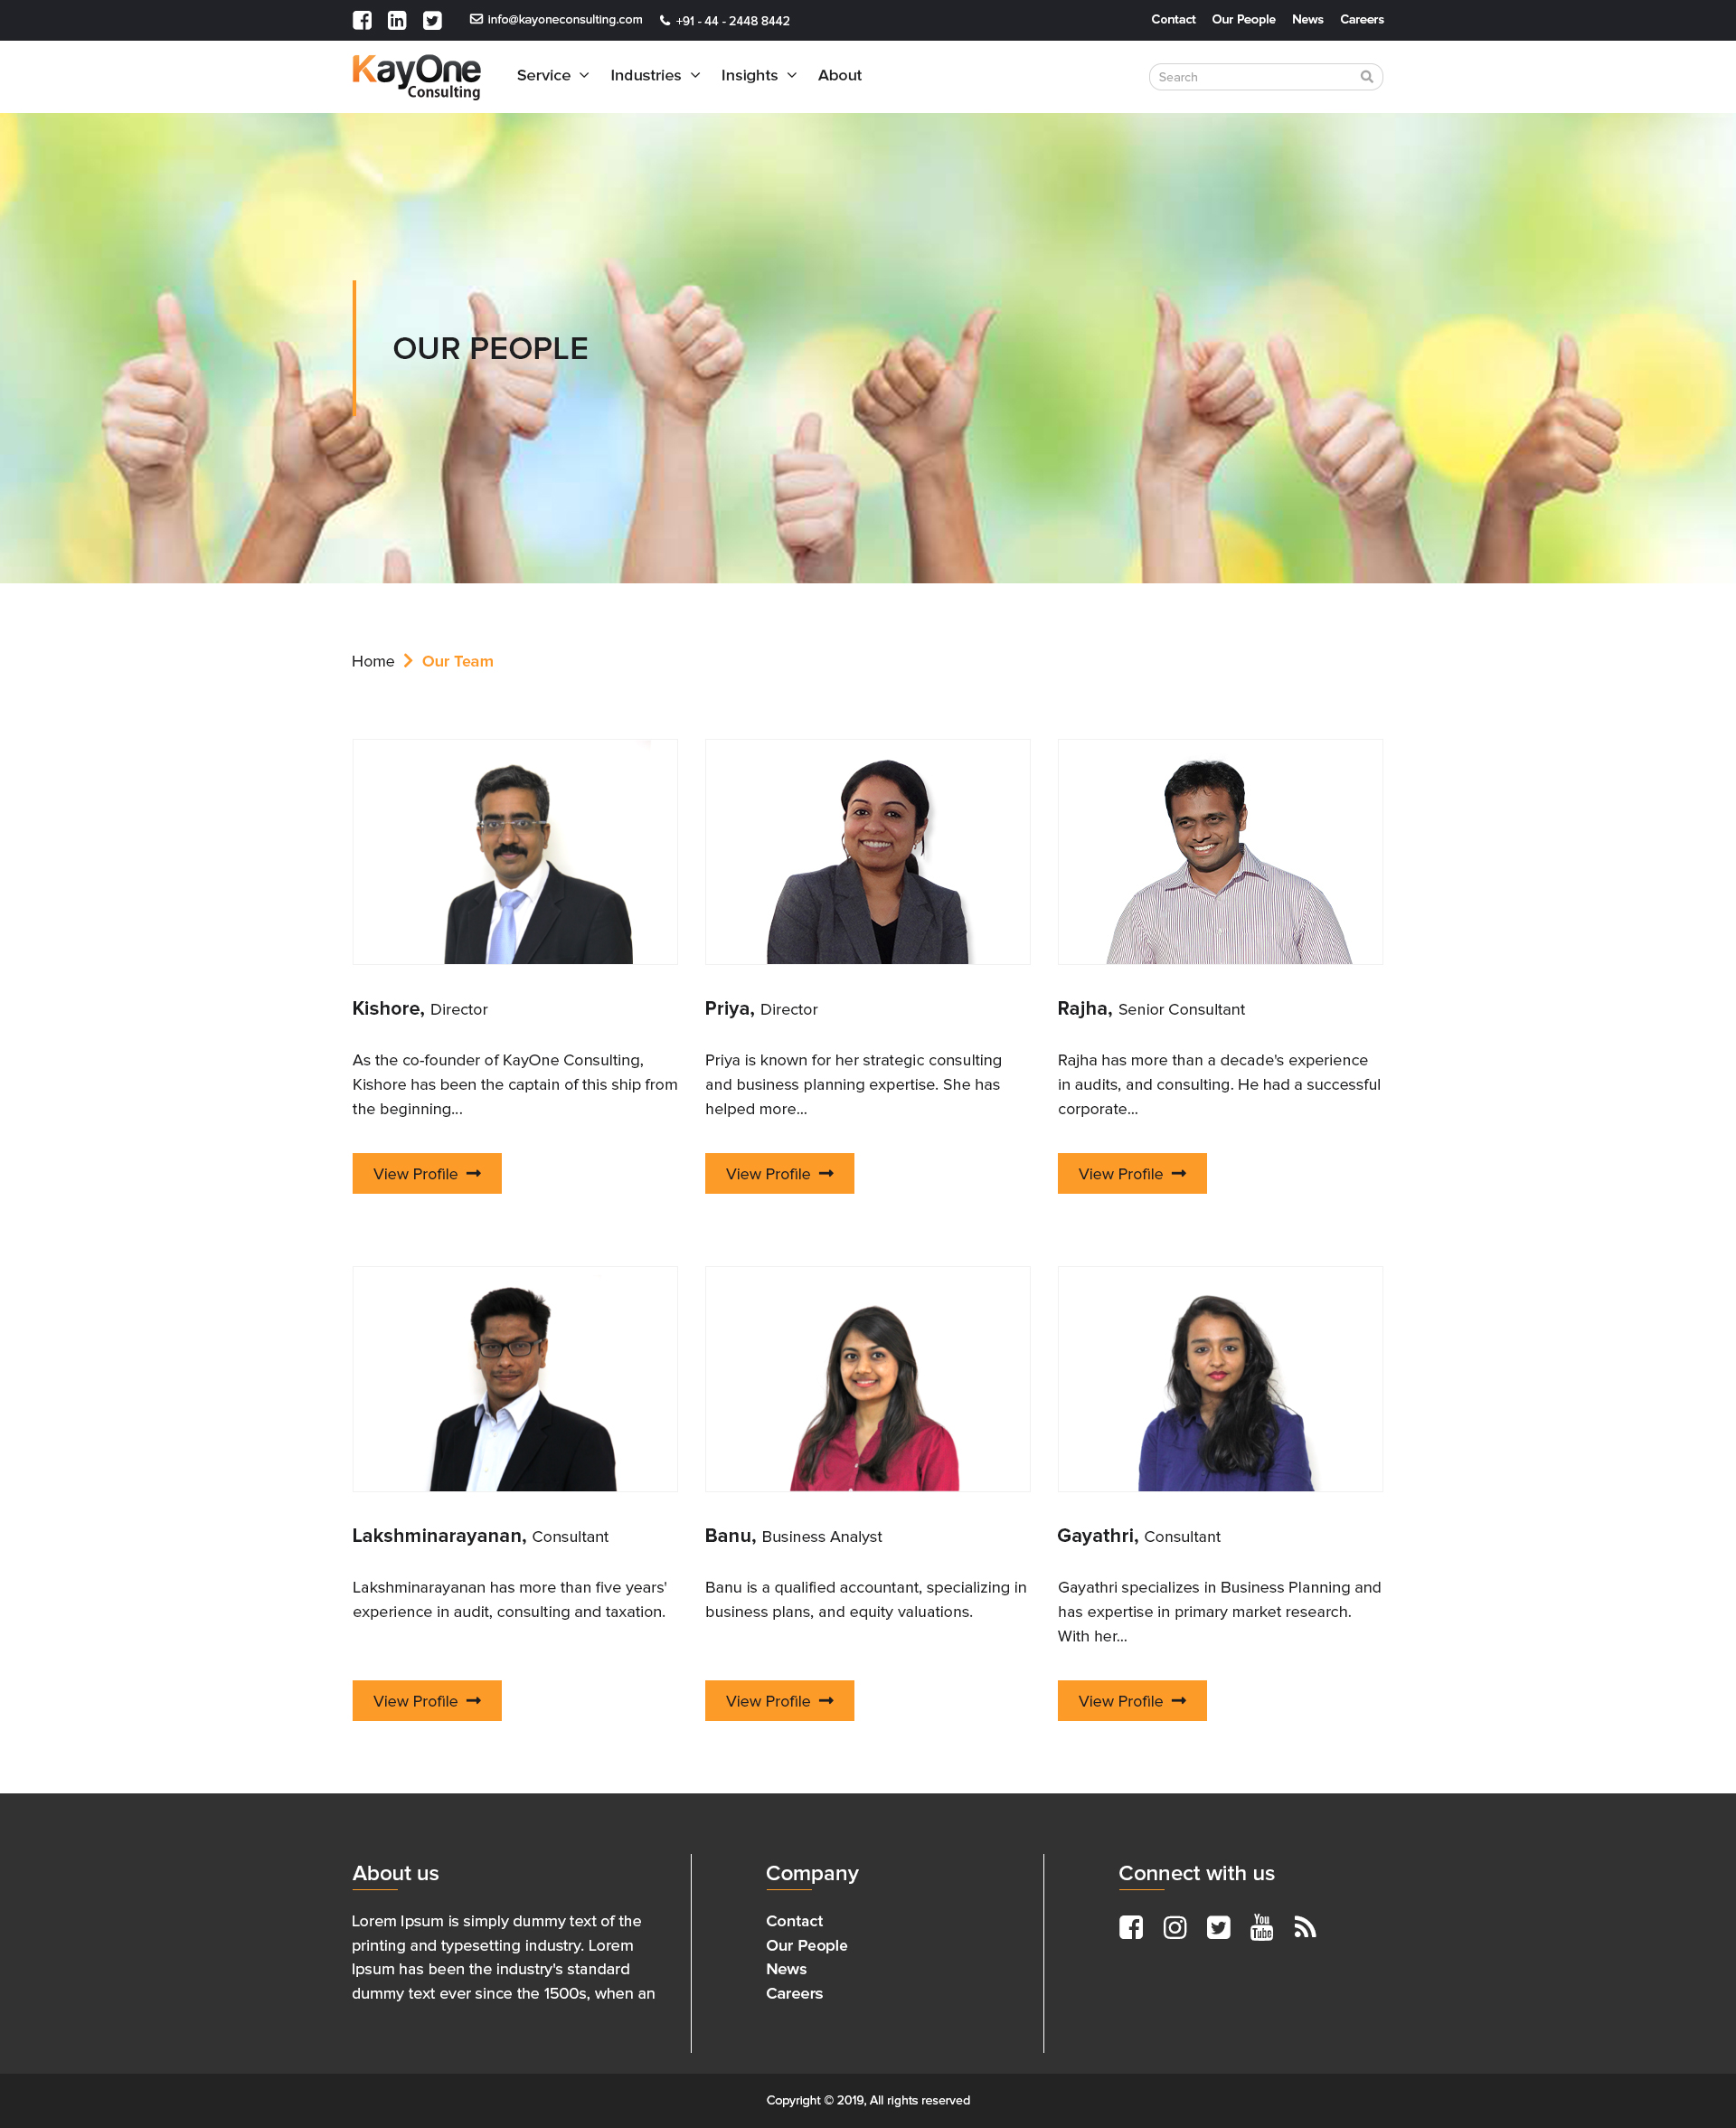 info@kayoneconsulting.com +91 - 44 - 2448 8442 Contact Our People News Careers
KayOne
Consulting
Service Industries Insights About Search
OUR PEOPLE
Home Our Team
Kishore, Director
As the co-founder of KayOne Consulting,
Kishore has been the captain of this ship from
the beginning...
View Profile
Priya, Director
Priya is known for her strategic consulting
and business planning expertise. She has
helped more...
View Profile
Rajha, Senior Consultant
Rajha has more than a decade's experience
in audits, and consulting. He had a successful
corporate...
View Profile
Lakshminarayanan, Consultant
Lakshminarayanan has more than five years'
experience in audit, consulting and taxation.
View Profile
Banu, Business Analyst
Banu is a qualified accountant, specializing in
business plans, and equity valuations.
View Profile
Gayathri, Consultant
Gayathri specializes in Business Planning and
has expertise in primary market research.
With her...
View Profile
About us
Lorem Ipsum is simply dummy text of the
printing and typesetting industry. Lorem
Ipsum has been the industry's standard
dummy text ever since the 1500s, when an
Company
Contact
Our People
News
Careers
Connect with us
You
Tube
Copyright © 2019, All rights reserved